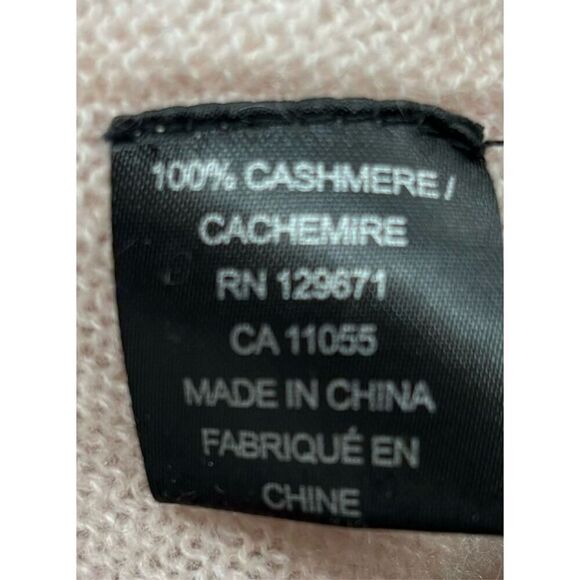 100% CASHMERE /
CACHEMIRE
RN 129671
CA 11055
MADE IN CHINA
FABRIQUÉ EN
CHINE